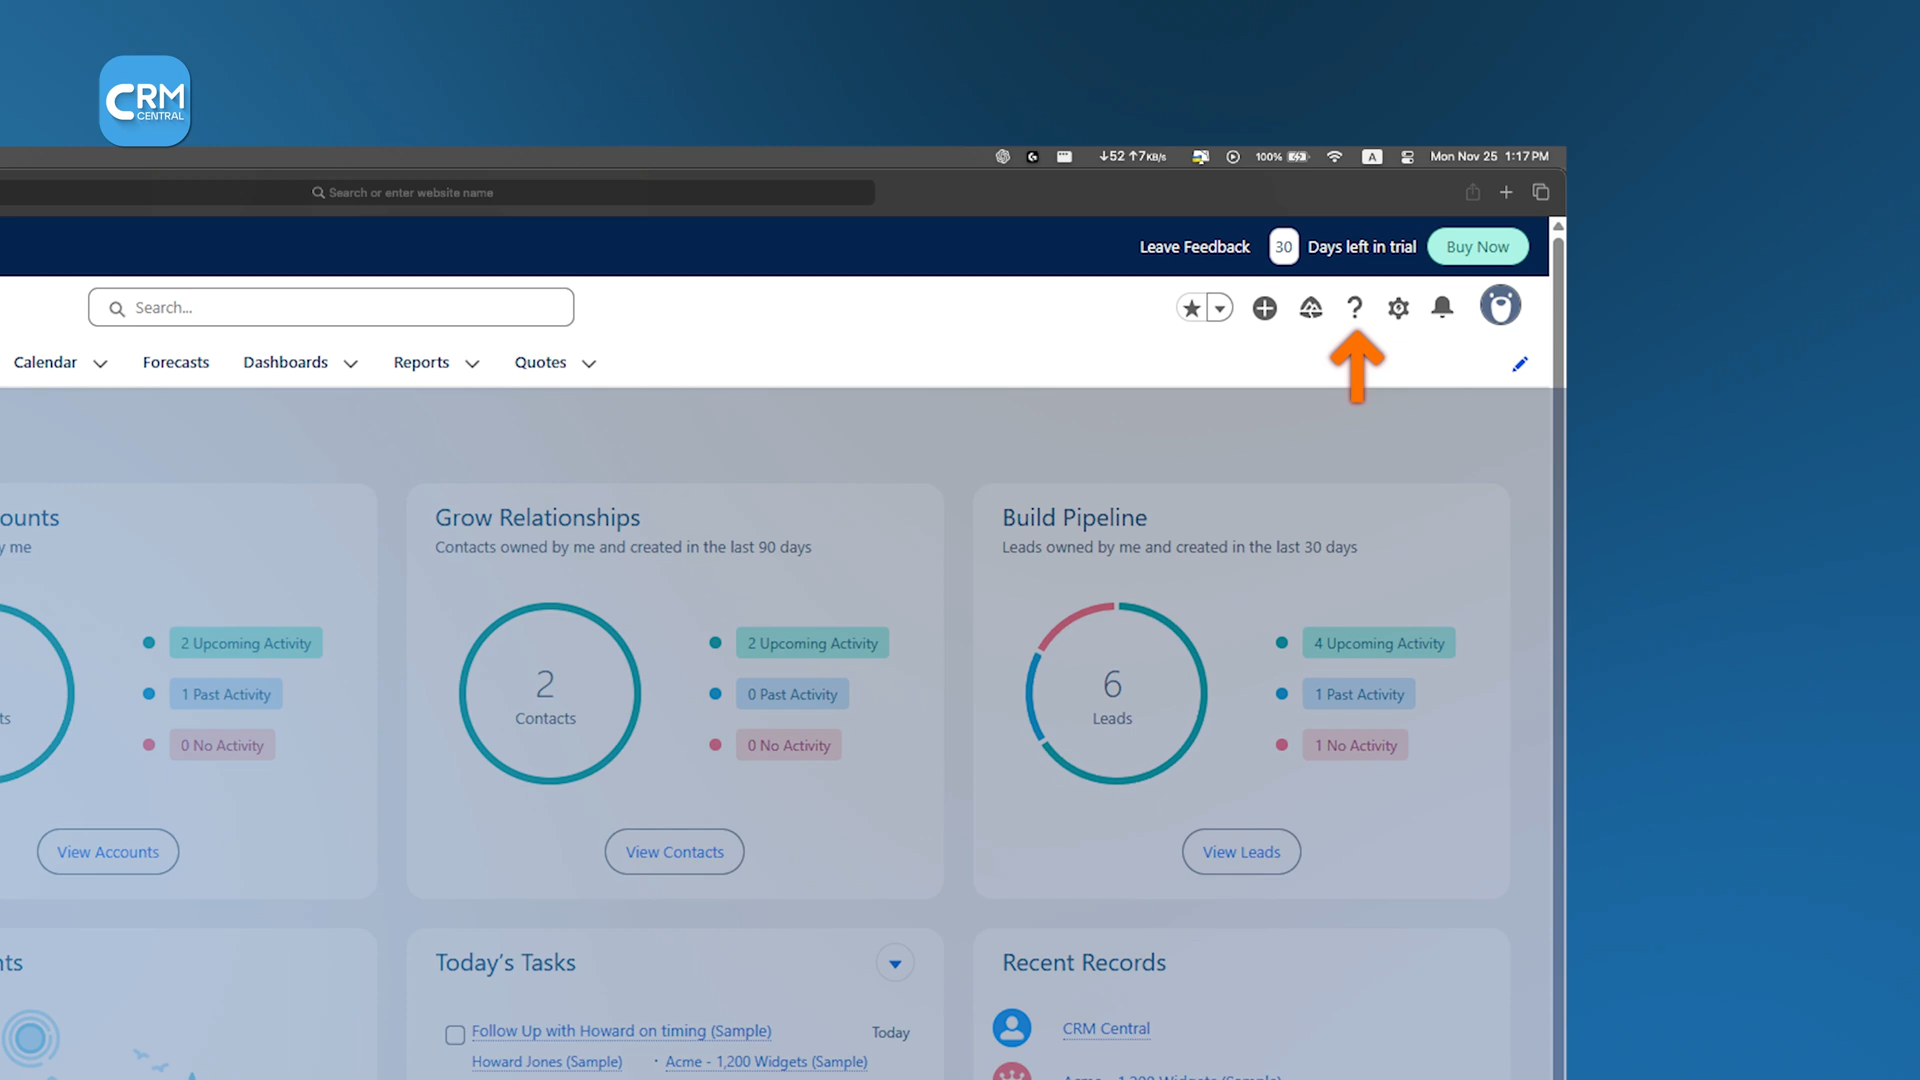 CRM
CENTRAL
↓52 ↑7KB/s
100%
A
Mon Nov 25 1:17 PM
Search or enter website name
Leave Feedback
30
Days left in trial
Buy Now
Search...
?
Calendar
Forecasts
Dashboards
Reports
Quotes
ounts
y me
ts
2 Upcoming Activity
1 Past Activity
0 No Activity
View Accounts
Grow Relationships
Contacts owned by me and created in the last 90 days
2
Contacts
2 Upcoming Activity
0 Past Activity
0 No Activity
View Contacts
Build Pipeline
Leads owned by me and created in the last 30 days
6
Leads
4 Upcoming Activity
1 Past Activity
1 No Activity
View Leads
nts
Today's Tasks
Follow Up with Howard on timing (Sample)
Today
Howard Jones (Sample) · Acme - 1,200 Widgets (Sample)
Recent Records
CRM Central
Acme - 1,200 Widgets (Sample)